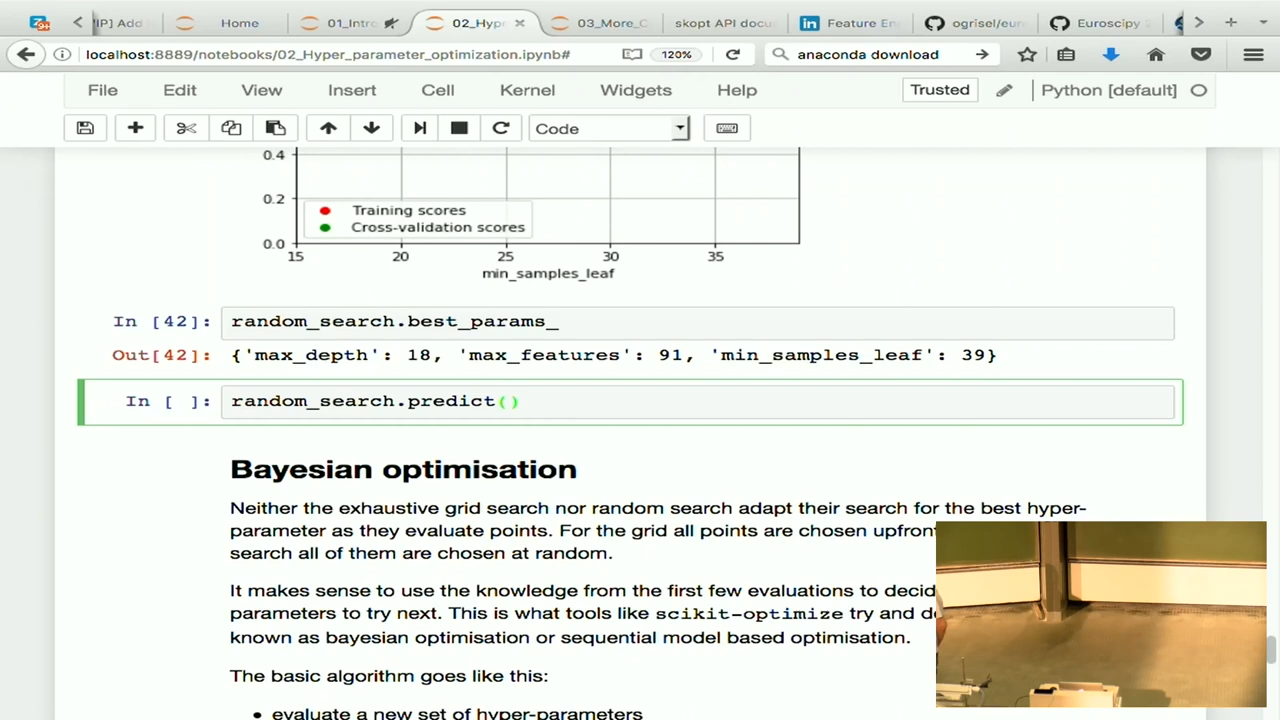 IP] Add
Home
01_Intro
02_Hype
03_More_C
skopt API docu
Feature En
ogrisel/eur
Euroscipy
localhost:8889/notebooks/02_Hyper_parameter_optimization.ipynb#
120%
anaconda download
File Edit View Insert Cell Kernel Widgets Help
Trusted
Python [default]
Code
0.4
0.2
Training scores
Cross-validation scores
0.0
15 20 25 30 35
min_samples_leaf
In [42]: random_search.best_params_
Out[42]: {'max_depth': 18, 'max_features': 91, 'min_samples_leaf': 39}
In [ ]: random_search.predict()
Bayesian optimisation
Neither the exhaustive grid search nor random search adapt their search for the best hyper-
parameter as they evaluate points. For the grid all points are chosen upfront
search all of them are chosen at random.
It makes sense to use the knowledge from the first few evaluations to decid
parameters to try next. This is what tools like scikit-optimize try and d
known as bayesian optimisation or sequential model based optimisation.
The basic algorithm goes like this:
• evaluate a new set of hyper-parameters